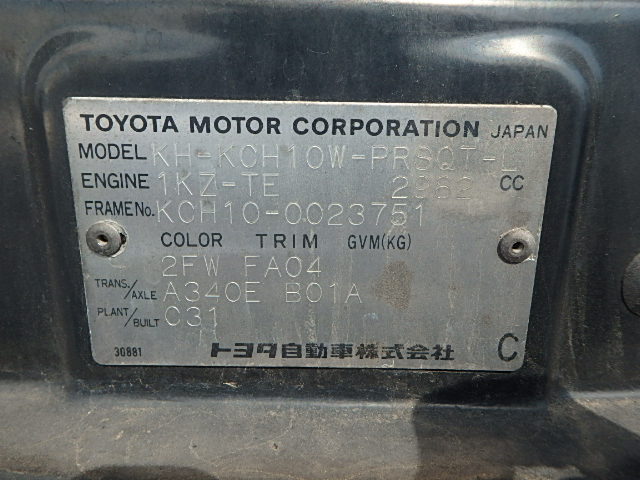 TOYOTA MOTOR CORPORATION JAPAN
MODEL KH-KCH10W-PRSQT-L
ENGINE 1KZ-TE 2982 CC
FRAME No. KCH10-0023751
COLOR TRIM GVM(KG)
2FW FA04
TRANS./AXLE A340E B01A
PLANT/BUILT C31
30881 トヨタ自動車株式会社 C